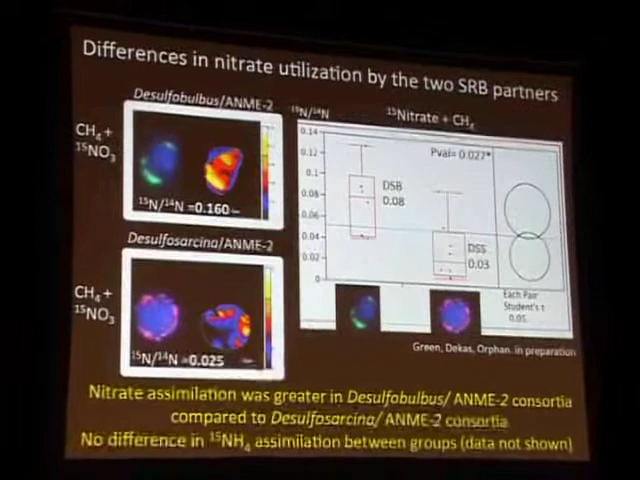 Differences in nitrate utilization by the two SRB partners
Desulfobulbus/ANME-2
CH4 +
15NO3
15N/14N =0.160
Desulfosarcina/ANME-2
CH4 +
15NO3
15N/14N =0.025
15N/14N
15Nitrate + CH4
0.14
0.12
0.1
0.08
0.06
0.04
0.02
0
Pval= 0.027*
DSB
0.08
DSS
0.03
Each Pair
Student's t
0.05
Green, Dekas, Orphan. in preparation
Nitrate assimilation was greater in Desulfobulbus/ ANME-2 consortia
compared to Desulfosarcina/ ANME-2 consortia
No difference in 15NH4 assimilation between groups (data not shown)